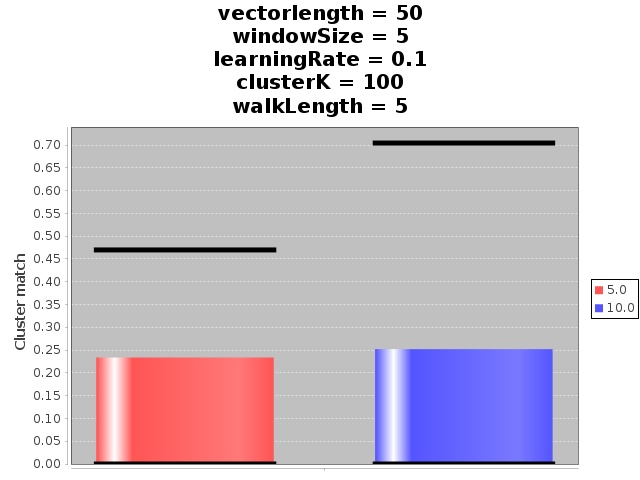 vectorlength = 50
windowSize = 5
learningRate = 0.1
clusterK = 100
walkLength = 5
0.70
0.65
0.60
0.55
0.50
0.45
0.40
0.35
0.30
0.25
0.20
0.15
0.10
0.05
0.00
Cluster match
5.0
10.0